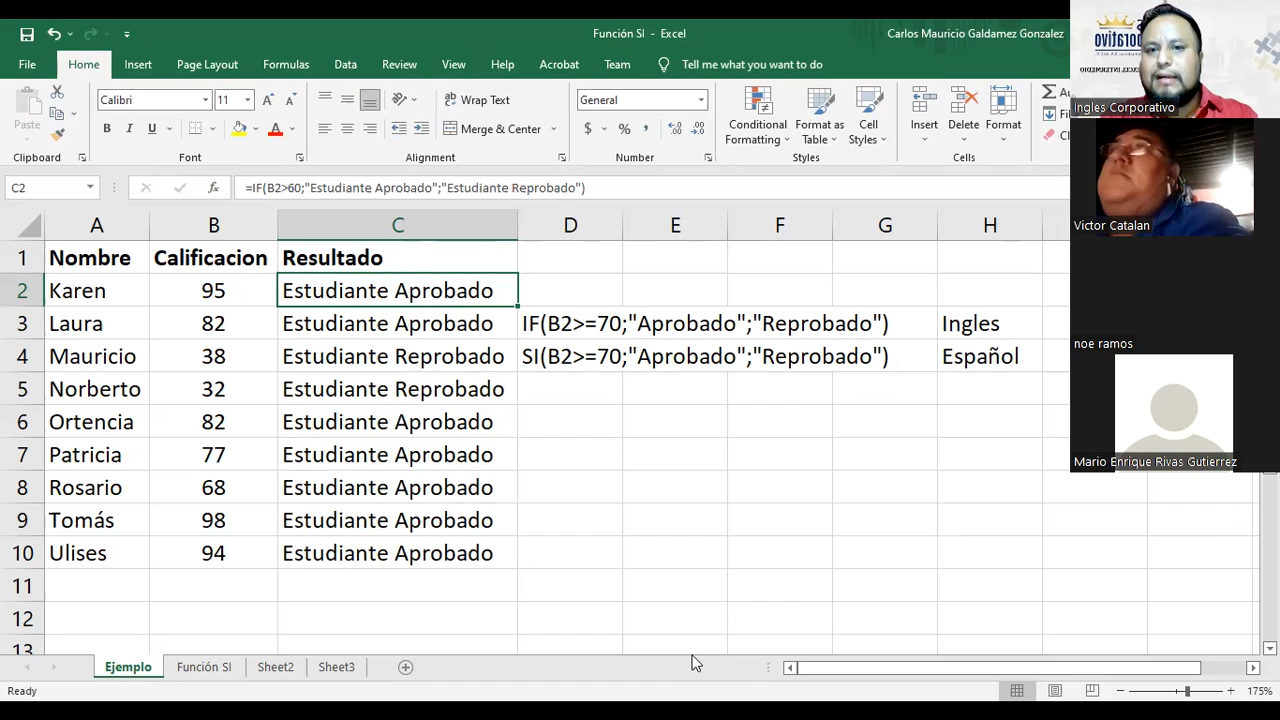 Función SI - Excel
Carlos Mauricio Galdamez Gonzalez
File Home Insert Page Layout Formulas Data Review View Help Acrobat Team Tell me what you want to do
Paste
Calibri 11
B U
Wrap Text
Merge & Center
General
$ % ,
Conditional Formatting
Format as Table
Cell Styles
Insert
Delete
Format
Clipboard Font Alignment Number Styles Cells
C2 fx =IF(B2>60;"Estudiante Aprobado";"Estudiante Reprobado")
A B C D E F G H
1 Nombre Calificacion Resultado
2 Karen 95 Estudiante Aprobado
3 Laura 82 Estudiante Aprobado IF(B2>=70;"Aprobado";"Reprobado") Ingles
4 Mauricio 38 Estudiante Reprobado SI(B2>=70;"Aprobado";"Reprobado") Español
5 Norberto 32 Estudiante Reprobado
6 Ortencia 82 Estudiante Aprobado
7 Patricia 77 Estudiante Aprobado
8 Rosario 68 Estudiante Aprobado
9 Tomás 98 Estudiante Aprobado
10 Ulises 94 Estudiante Aprobado
11
12
13
Ejemplo Función SI Sheet2 Sheet3
Ready
175%
Ingles Corporativo
Victor Catalan
noe ramos
Mario Enrique Rivas Gutierrez